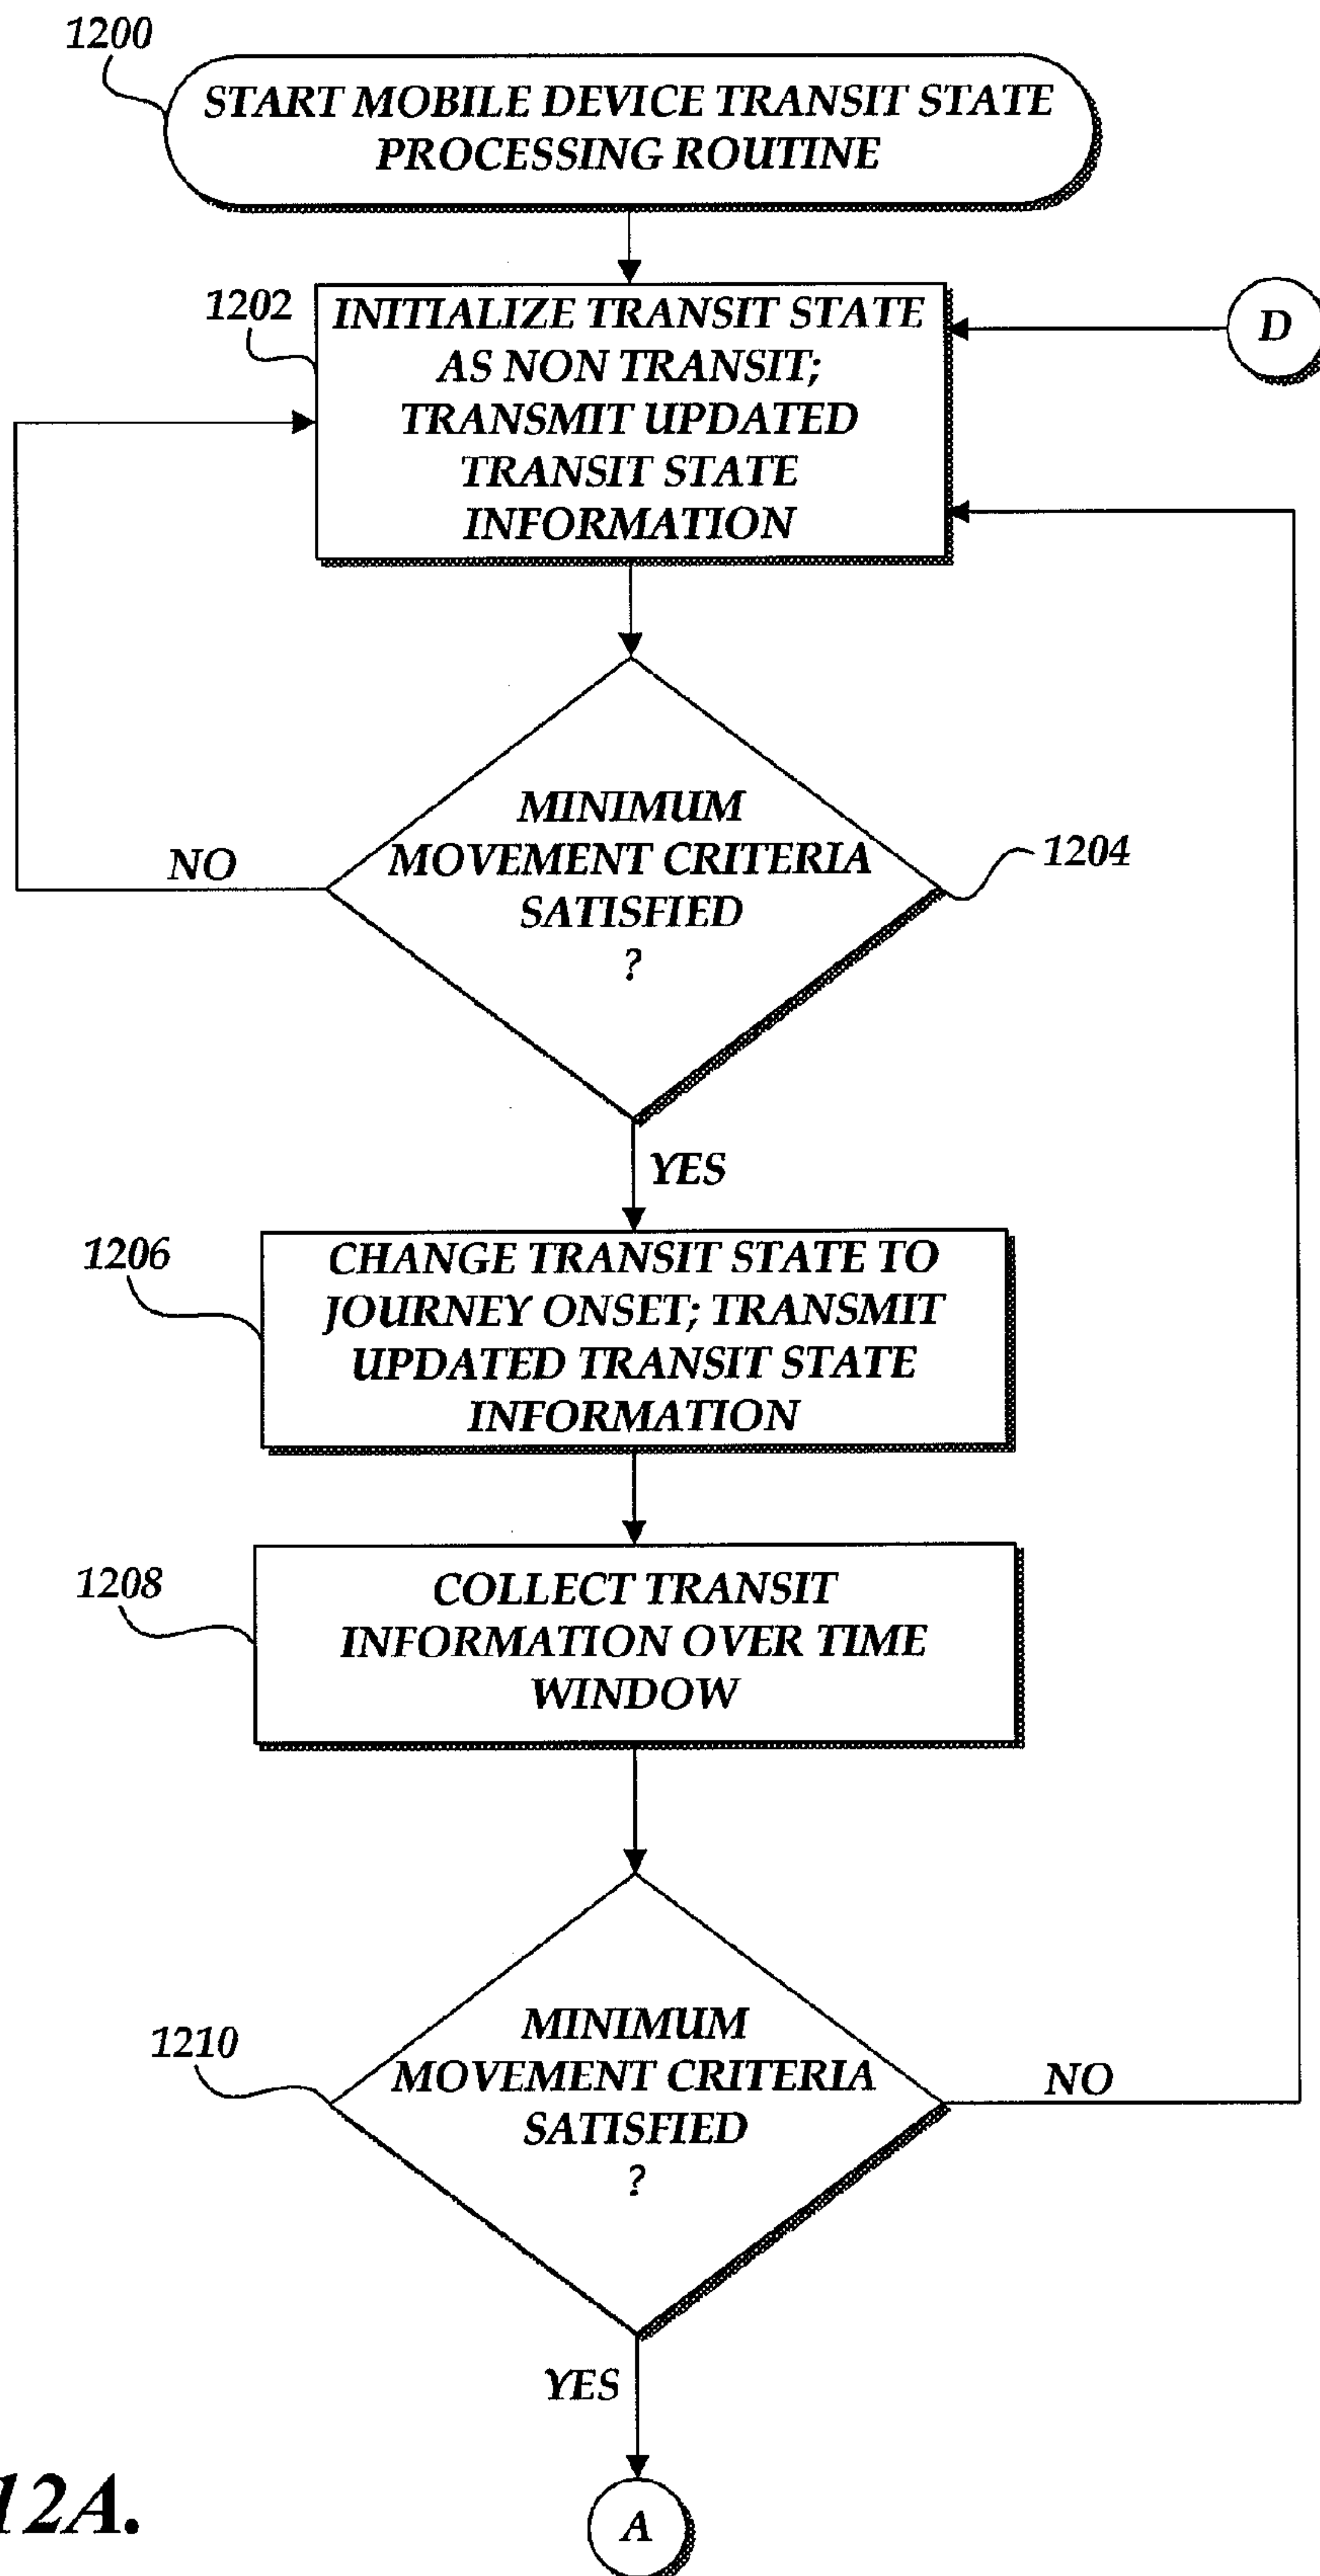 1200
START MOBILE DEVICE TRANSIT STATE
PROCESSING ROUTINE
1202
INITIALIZE TRANSIT STATE
AS NON TRANSIT;
TRANSMIT UPDATED
TRANSIT STATE
INFORMATION
D
MINIMUM
MOVEMENT CRITERIA
SATISFIED
?
NO
1204
YES
1206
CHANGE TRANSIT STATE TO
JOURNEY ONSET; TRANSMIT
UPDATED TRANSIT STATE
INFORMATION
1208
COLLECT TRANSIT
INFORMATION OVER TIME
WINDOW
1210
MINIMUM
MOVEMENT CRITERIA
SATISFIED
?
NO
YES
A
12A.